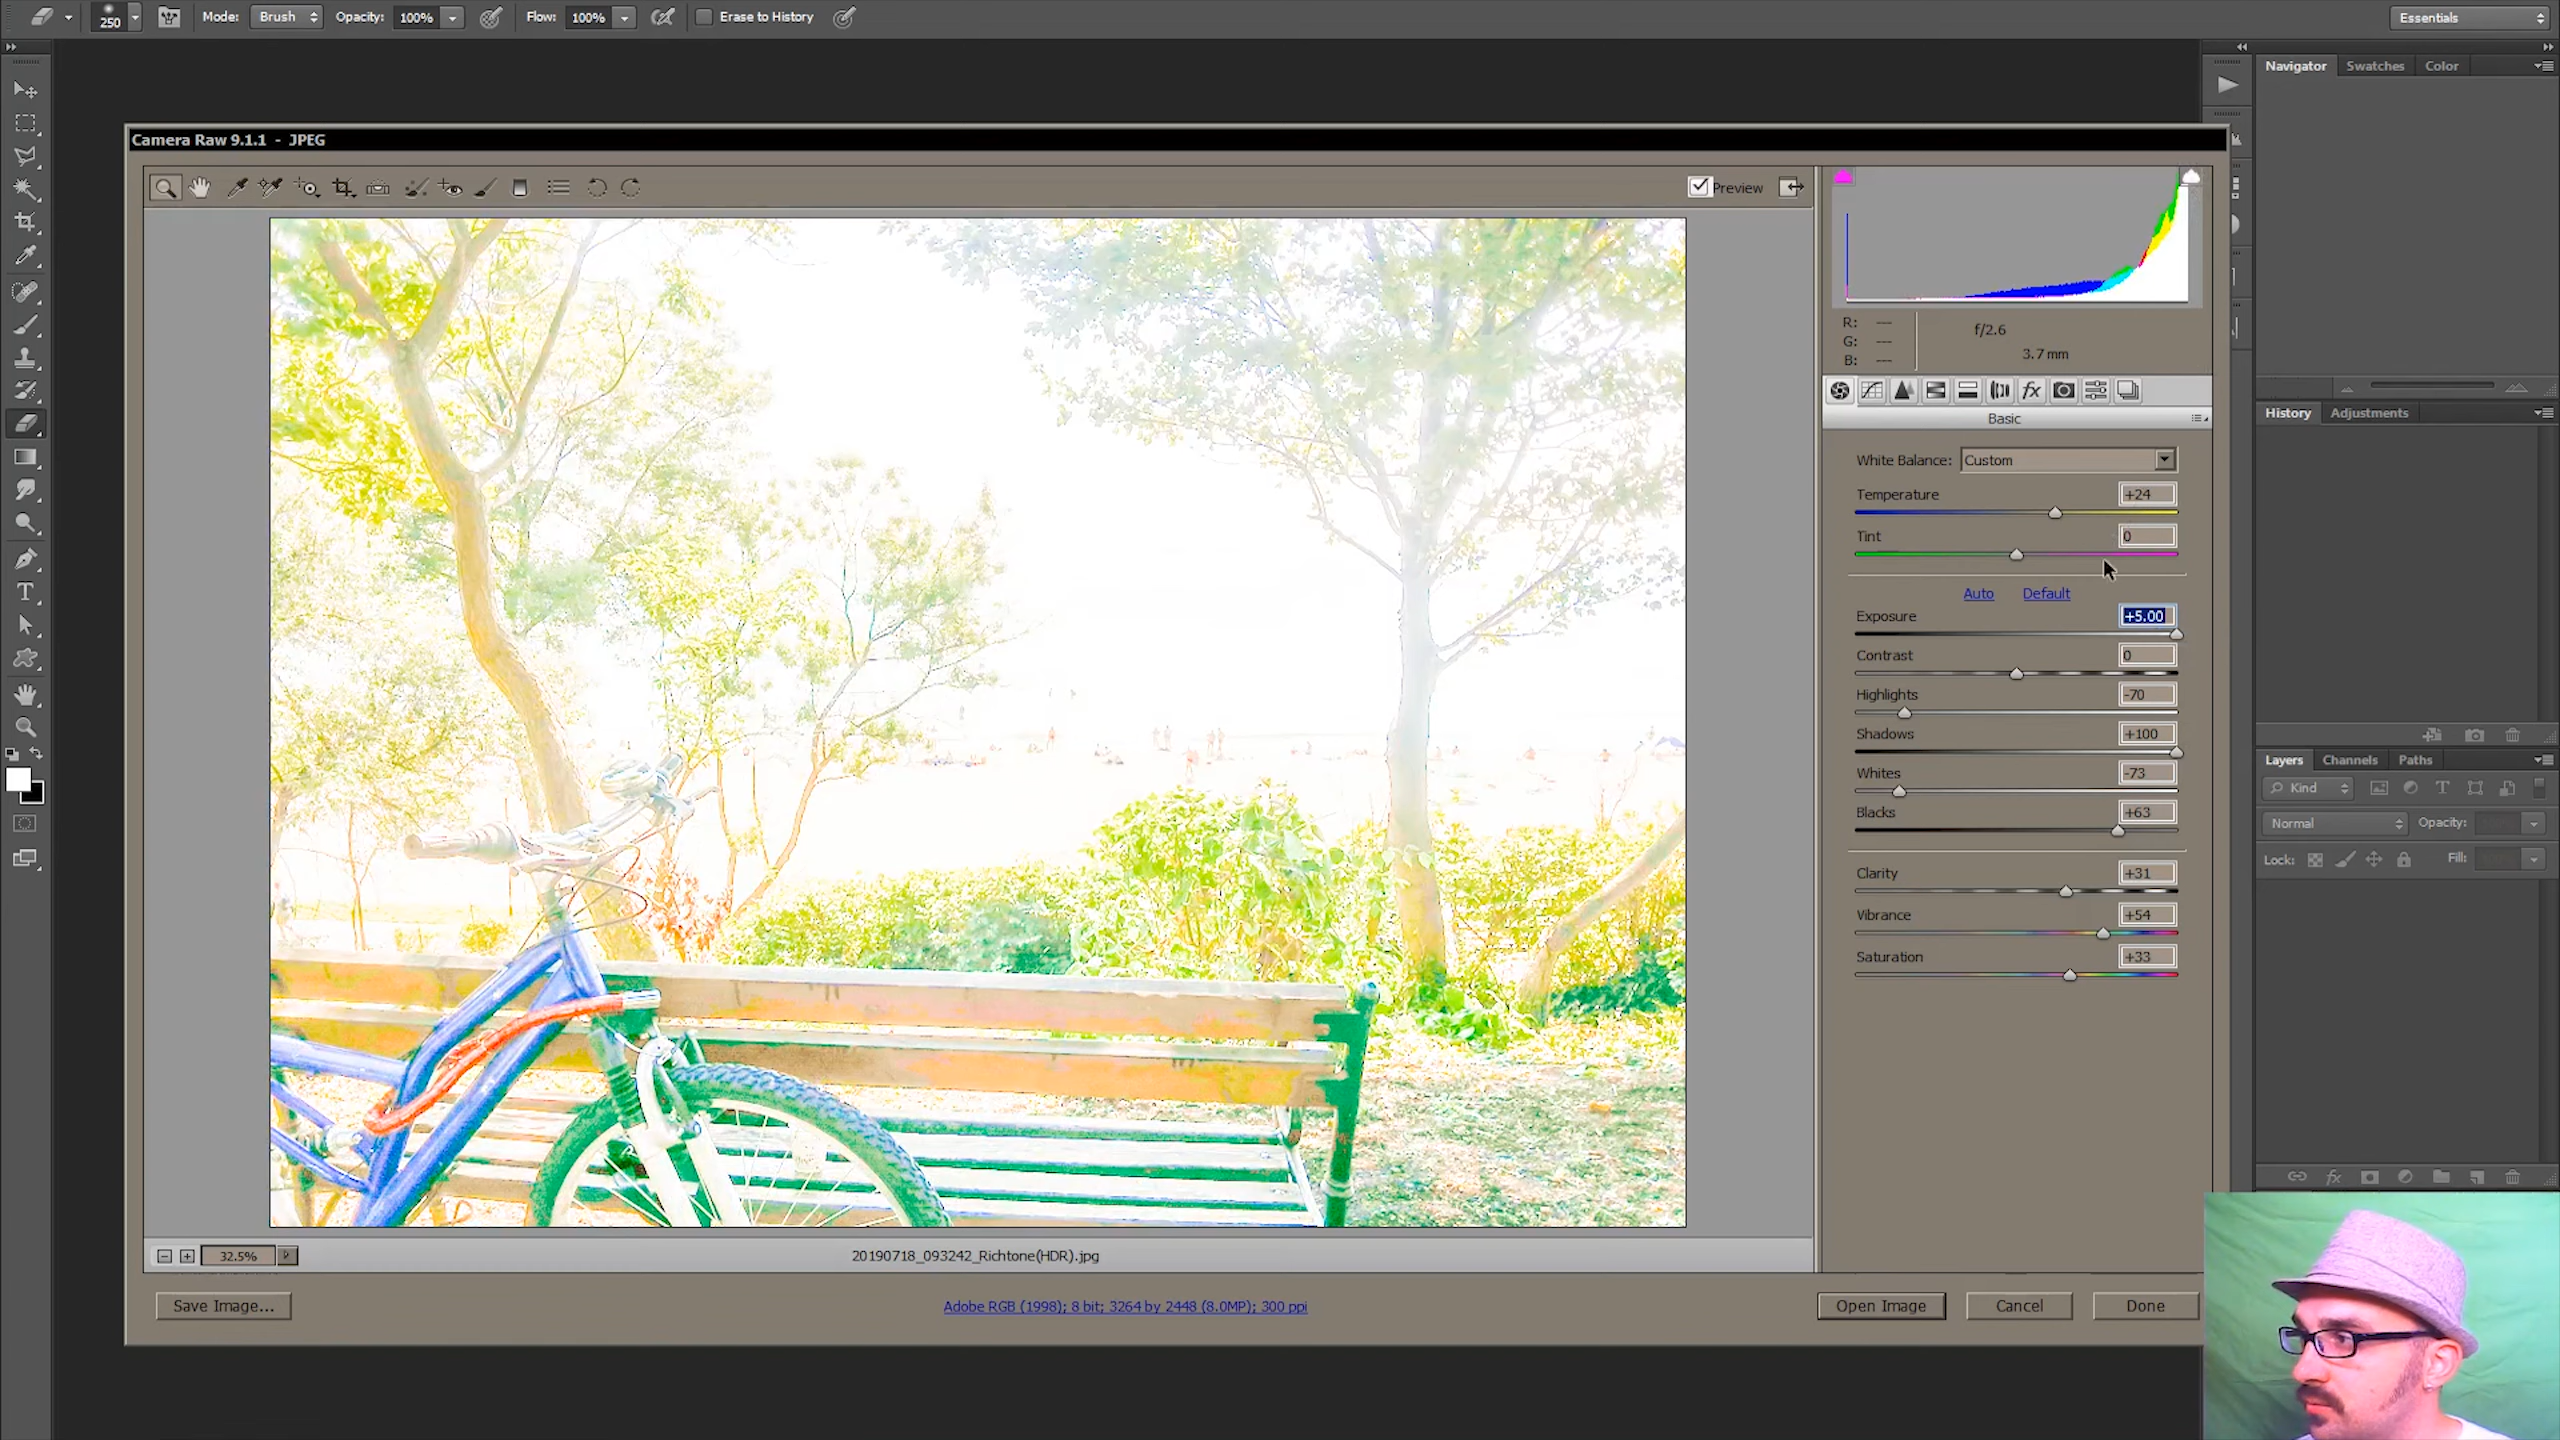 250 Mode: Brush Opacity: 100% Flow: 100% Erase to History Essentials
Navigator Swatches Color
Camera Raw 9.1.1 - JPEG
Preview
R: ---
G: ---
B: ---
f/2.6
3.7 mm
Basic
White Balance: Custom
Temperature +24
Tint 0
Auto Default
Exposure +5.00
Contrast 0
Highlights -70
Shadows +100
Whites -73
Blacks +63
Clarity +31
Vibrance +54
Saturation +33
History Adjustments
Layers Channels Paths
Kind
Normal Opacity:
Lock: Fill:
32.5% 20190718_093242_Richtone(HDR).jpg
Save Image... Adobe RGB (1998); 8 bit; 3264 by 2448 (8.0MP); 300 ppi Open Image Cancel Done